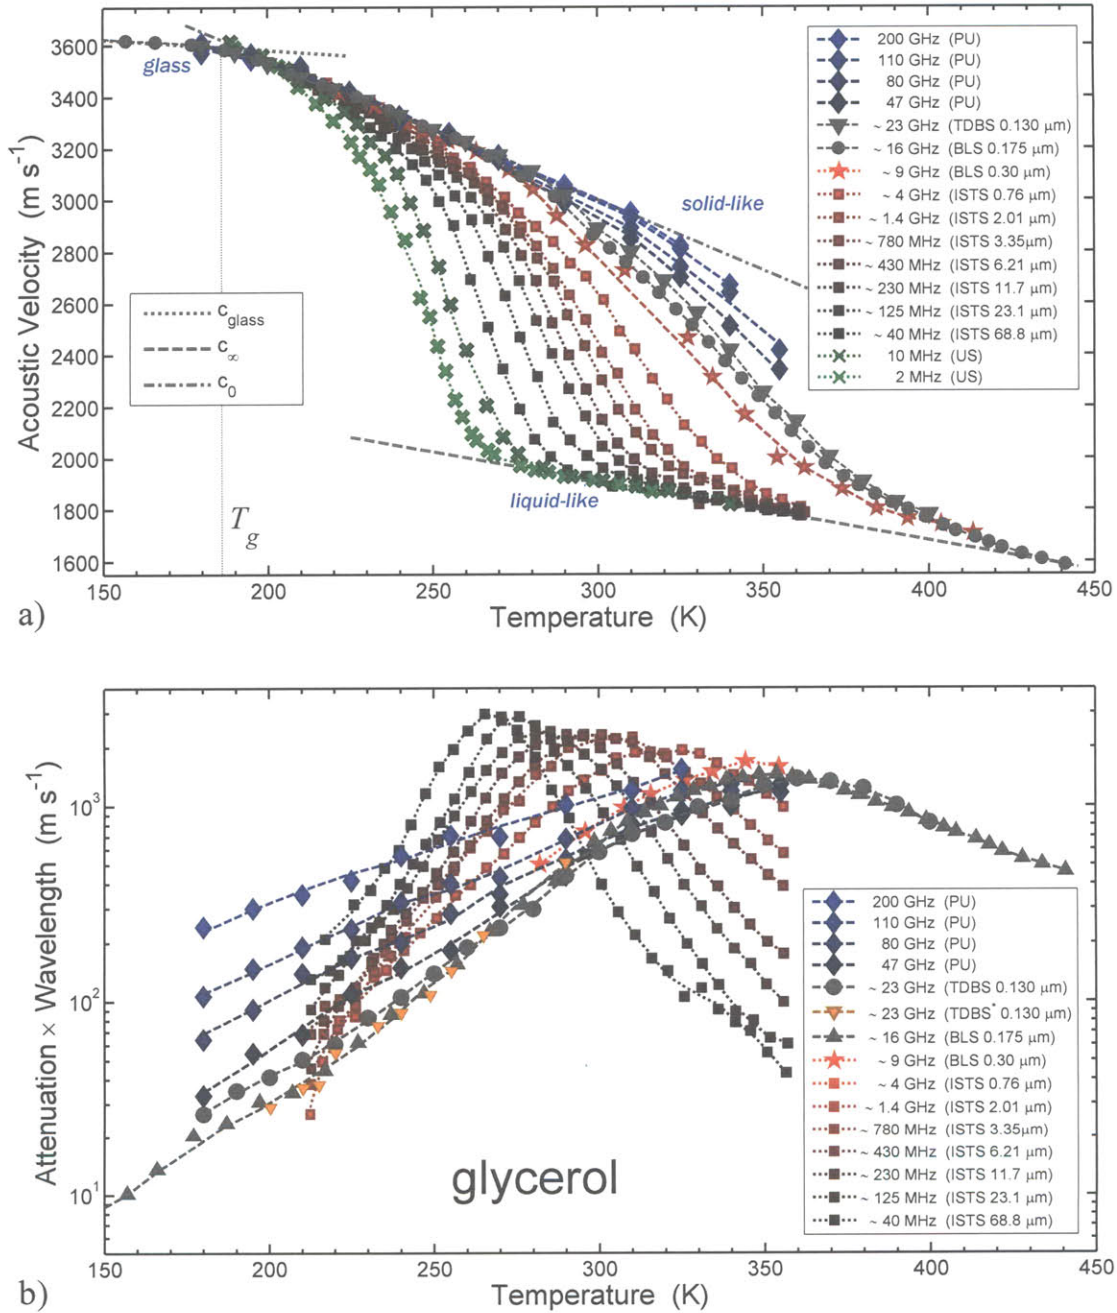 3600
3400
3200
3000
2800
2600
2400
2200
2000
1800
1600
Acoustic Velocity (m s⁻¹)
glass
solid-like
liquid-like
c_glass
c_∞
c_0
T_g
200 GHz (PU)
110 GHz (PU)
80 GHz (PU)
47 GHz (PU)
~ 23 GHz (TDBS 0.130 μm)
~ 16 GHz (BLS 0.175 μm)
~ 9 GHz (BLS 0.30 μm)
~ 4 GHz (ISTS 0.76 μm)
~ 1.4 GHz (ISTS 2.01 μm)
~ 780 MHz (ISTS 3.35μm)
~ 430 MHz (ISTS 6.21 μm)
~ 230 MHz (ISTS 11.7 μm)
~ 125 MHz (ISTS 23.1 μm)
~ 40 MHz (ISTS 68.8 μm)
10 MHz (US)
2 MHz (US)
150 200 250 300 350 400 450
Temperature (K)
a)
10³
10²
10¹
Attenuation × Wavelength (m s⁻¹)
glycerol
200 GHz (PU)
110 GHz (PU)
80 GHz (PU)
47 GHz (PU)
~ 23 GHz (TDBS 0.130 μm)
~ 23 GHz (TDBS* 0.130 μm)
~ 16 GHz (BLS 0.175 μm)
~ 9 GHz (BLS 0.30 μm)
~ 4 GHz (ISTS 0.76 μm)
~ 1.4 GHz (ISTS 2.01 μm)
~ 780 MHz (ISTS 3.35μm)
~ 430 MHz (ISTS 6.21 μm)
~ 230 MHz (ISTS 11.7 μm)
~ 125 MHz (ISTS 23.1 μm)
~ 40 MHz (ISTS 68.8 μm)
150 200 250 300 350 400 450
Temperature (K)
b)